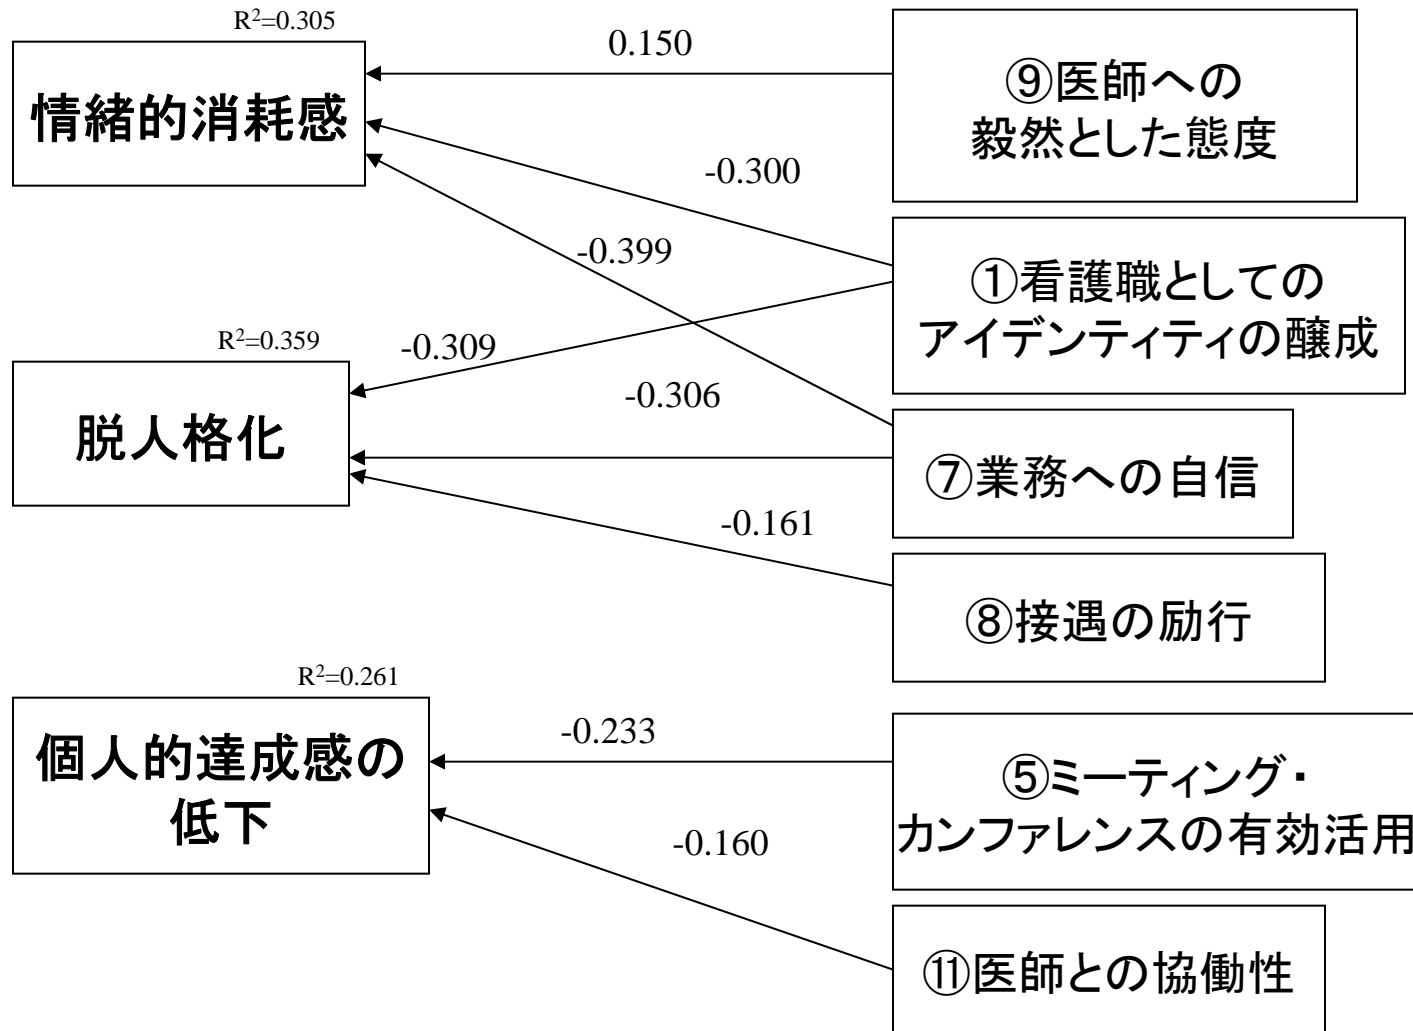 R²=0.305
情緒的消耗感
0.150
⑨医師への
毅然とした態度
-0.300
-0.399
①看護職としての
アイデンティティの醸成
R²=0.359
脱人格化
-0.309
-0.306
⑦業務への自信
-0.161
⑧接遇の励行
R²=0.261
個人的達成感の
低下
-0.233
⑤ミーティング・
カンファレンスの有効活用
-0.160
⑪医師との協働性